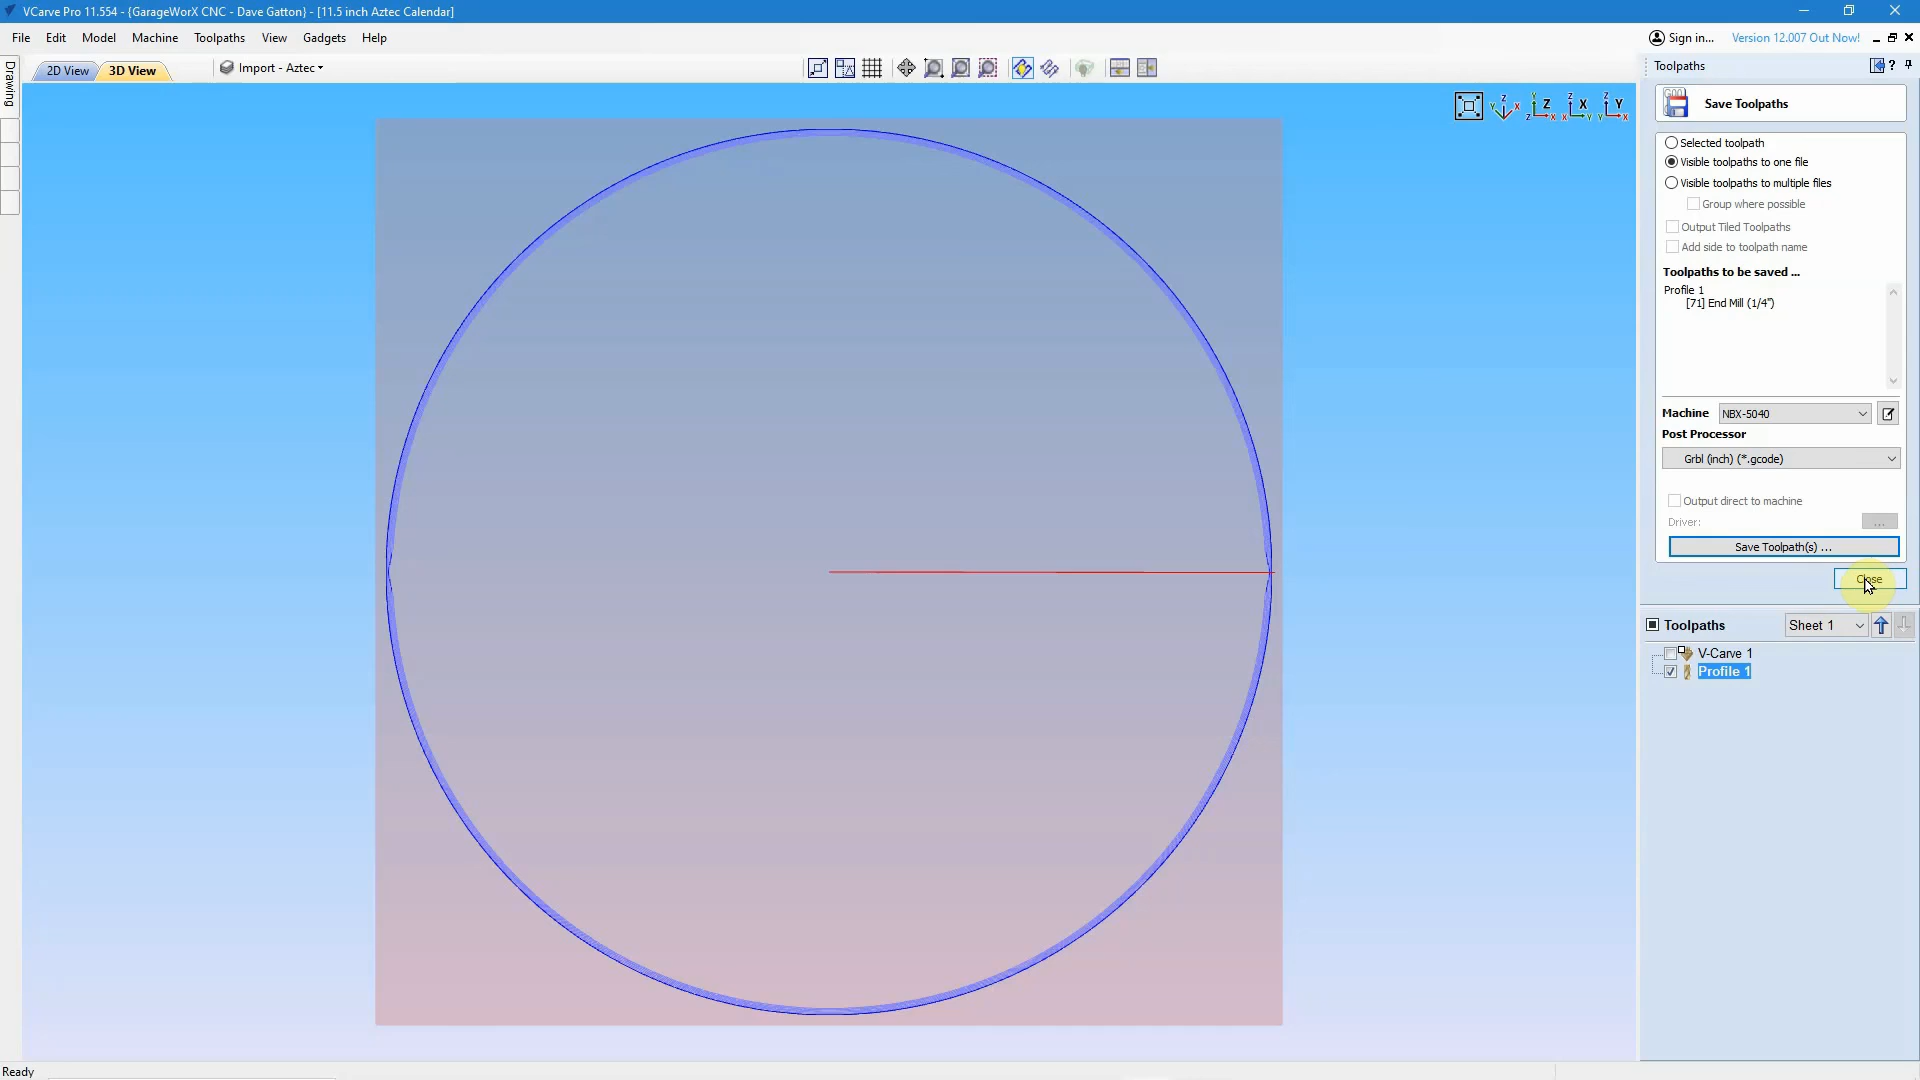 VCarve Pro 11.554 - {GarageWorX CNC - Dave Gatton} - [11.5 inch Aztec Calendar]
File Edit Model Machine Toolpaths View Gadgets Help
Sign in... Version 12.007 Out Now!
Drawing
2D View 3D View Import - Aztec
Toolpaths
Save Toolpaths
Selected toolpath
Visible toolpaths to one file
Visible toolpaths to multiple files
Group where possible
Output Tiled Toolpaths
Add side to toolpath name
Toolpaths to be saved ...
Profile 1
[71] End Mill (1/4")
Machine NBX-5040
Post Processor
Grbl (inch) (*.gcode)
Output direct to machine
Driver: ...
Save Toolpath(s) ...
Close
Toolpaths Sheet 1
V-Carve 1
Profile 1
Ready